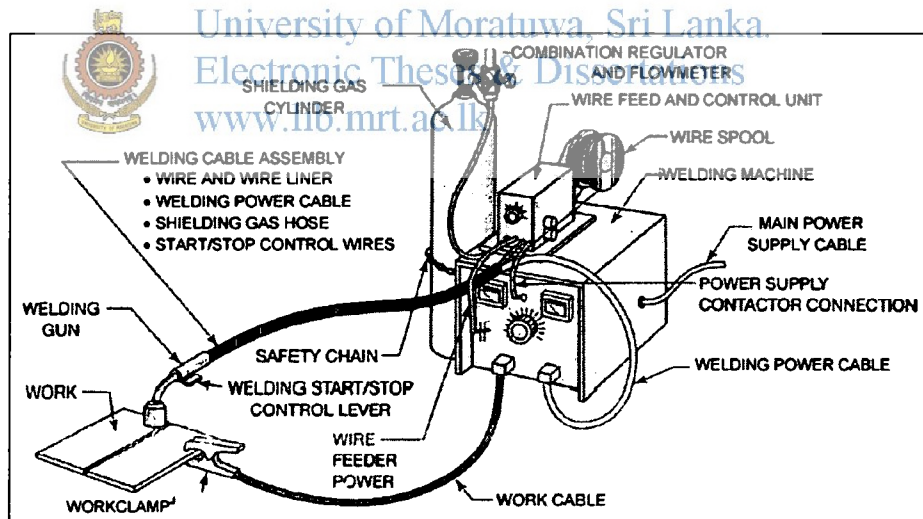 University of Moratuwa, Sri Lanka.
Electronic Theses & Dissertations
www.lib.mrt.ac.lk
COMBINATION REGULATOR
AND FLOWMETER
SHIELDING GAS
CYLINDER
WIRE FEED AND CONTROL UNIT
WIRE SPOOL
WELDING CABLE ASSEMBLY
• WIRE AND WIRE LINER
• WELDING POWER CABLE
• SHIELDING GAS HOSE
• START/STOP CONTROL WIRES
WELDING MACHINE
MAIN POWER
SUPPLY CABLE
POWER SUPPLY
CONTACTOR CONNECTION
WELDING
GUN
SAFETY CHAIN
WELDING POWER CABLE
WORK
WELDING START/STOP
CONTROL LEVER
WIRE
FEEDER
POWER
WORK CABLE
WORKCLAMP